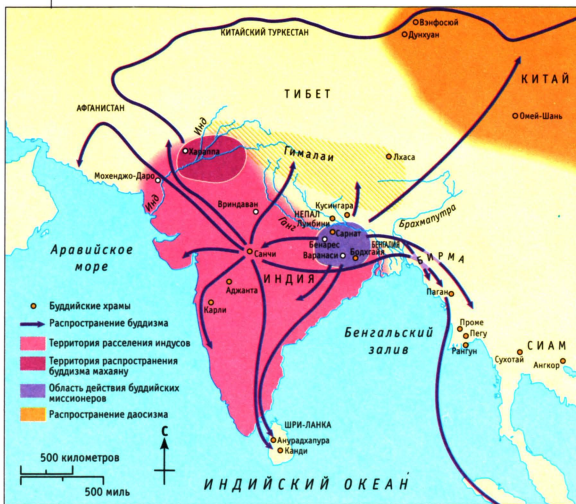 Вэнфосюй
Дунхуан
КИТАЙСКИЙ ТУРКЕСТАН
КИТАЙ
ТИБЕТ
АФГАНИСТАН
Омей-Шань
Инд
Хараппа
Гималаи
Лхаса
Мохенджо-Даро
Инд
Вриндаван
Кусингара
НЕПАЛ
Лумбини
Ганг
Брахмапутра
Сарнат
Бенарес
БЕНГАЛИЯ
Варанаси
Бодхгайя
БИРМА
Аравийское
море
Санчи
ИНДИЯ
Аджанта
Карли
Паган
Бенгальский
залив
Проме
Пегу
Рангун
СИАМ
Сухотай
Ангкор
Буддийские храмы
Распространение буддизма
Территория расселения индусов
Территория распространения
буддизма махаяну
Область действия буддийских
миссионеров
Распространение даосизма
ШРИ-ЛАНКА
Анурадхапура
Канди
С
500 километров
500 миль
ИНДИЙСКИЙ ОКЕАН